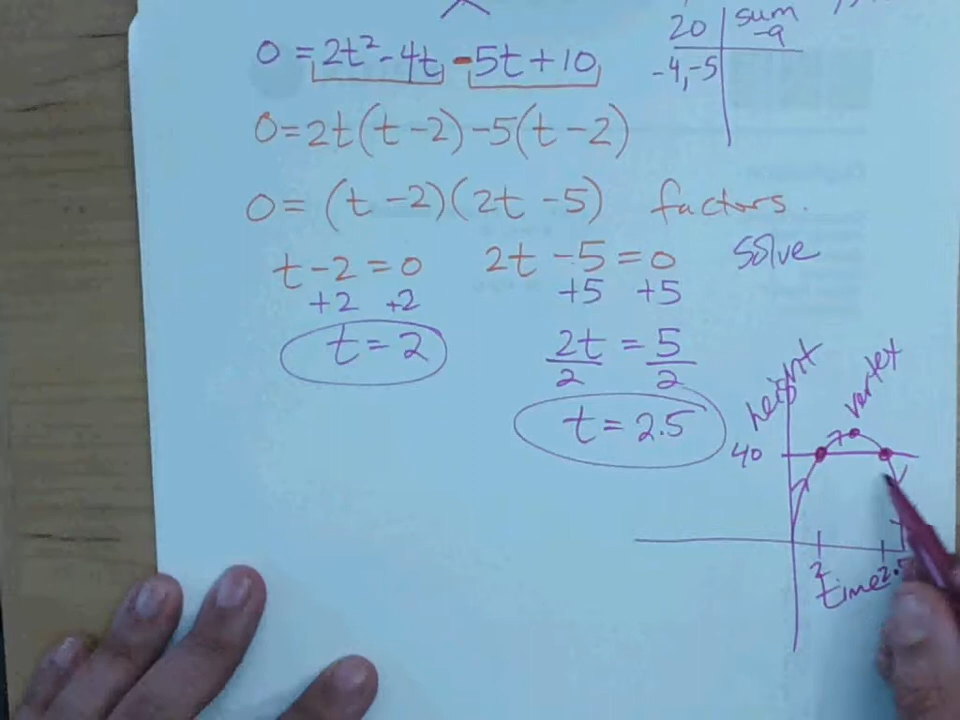 20 | sum -9
-4, -5
0 = 2t² - 4t - 5t + 10
0 = 2t(t - 2) - 5(t - 2)
0 = (t - 2)(2t - 5) factors.
t - 2 = 0 2t - 5 = 0 solve
+2 +2 +5 +5
t = 2 2t/2 = 5/2
t = 2.5
height vertex
40
2 2.5
time